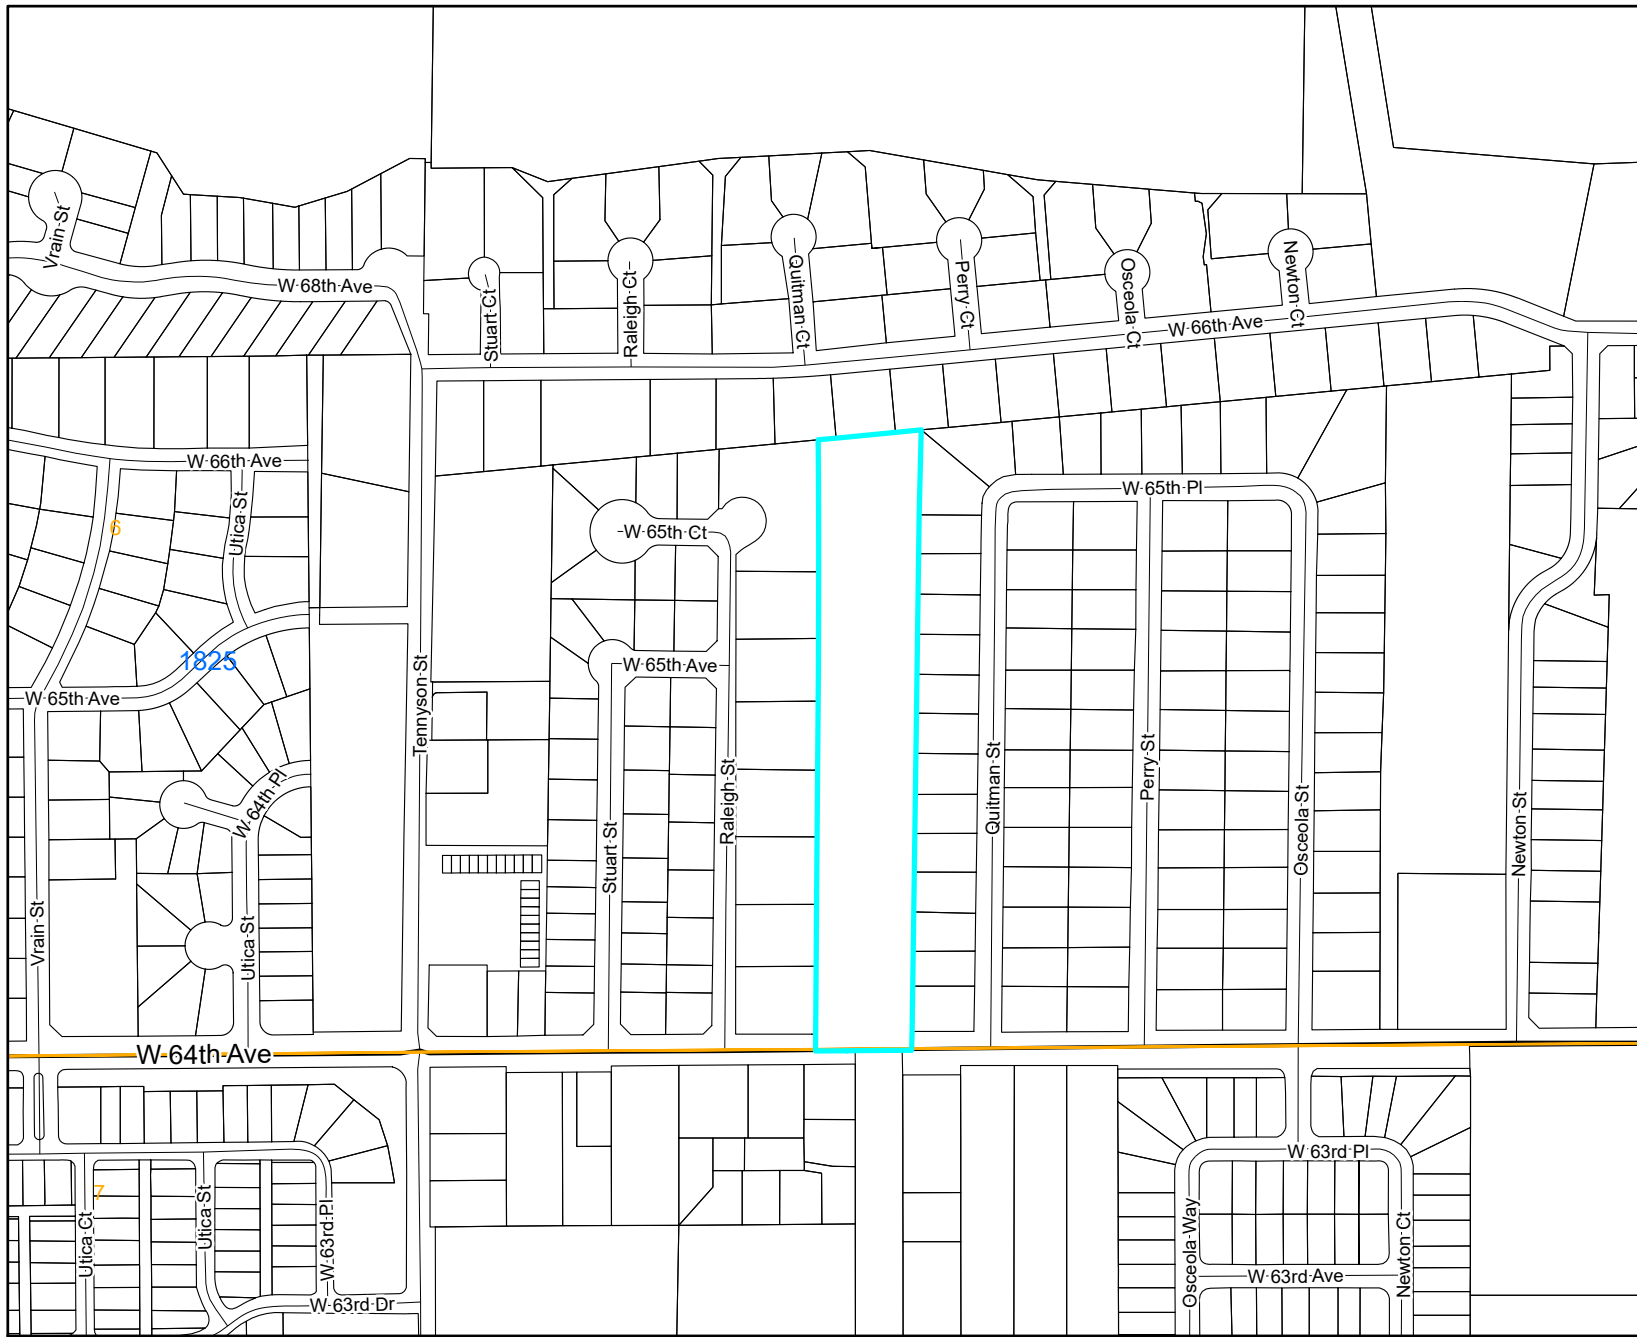 Vrain St
W 68th Ave
Stuart Ct
Raleigh Ct
Quitman Ct
Perry Ct
Osceola Ct
Newton Ct
W 66th Ave
W 66th Ave
Utica St
6
W 65th Ct
W 65th Pl
1825
W 65th Ave
W 65th Ave
Tennyson St
W 64th Pl
Raleigh St
Stuart St
Quitman St
Perry St
Osceola St
Newton St
Vrain St
Utica St
W 64th Ave
W 63rd Pl
7
Utica Ct
Utica St
W 63rd Pl
Osceola Way
Newton Ct
W 63rd Ave
W 63rd Dr